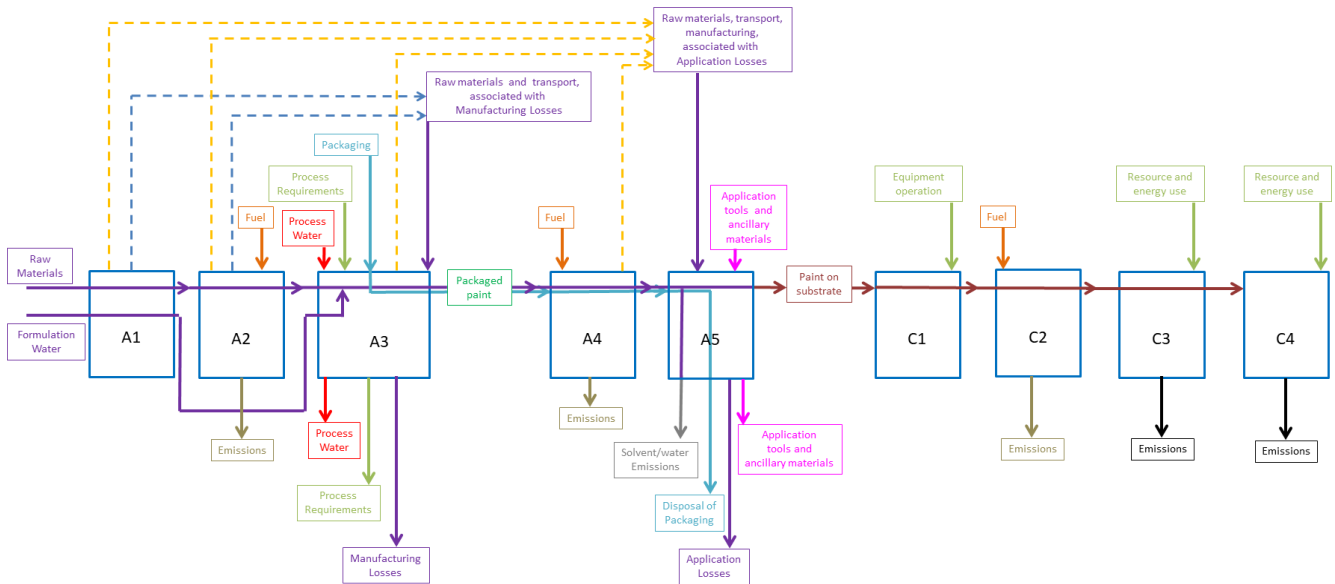 Raw materials, transport,
manufacturing,
associated with
Application Losses
Raw materials and transport,
associated with
Manufacturing Losses
Packaging
Process
Requirements
Fuel
Process
Water
Fuel
Application
tools and
ancillary
materials
Equipment
operation
Fuel
Resource and
energy use
Resource and
energy use
Raw
Materials
Formulation
Water
Packaged
paint
Paint on
substrate
A1
A2
A3
A4
A5
C1
C2
C3
C4
Emissions
Process
Water
Process
Requirements
Manufacturing
Losses
Emissions
Solvent/water
Emissions
Disposal of
Packaging
Application
Losses
Application
tools and
ancillary materials
Emissions
Emissions
Emissions